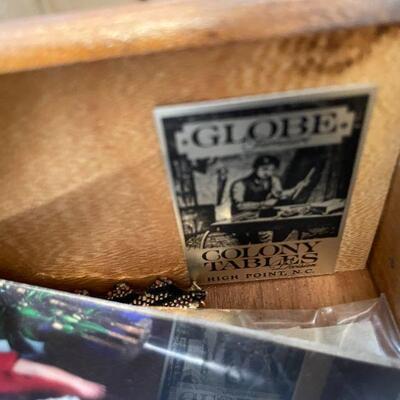 GLOBE
COLONY
TABLES
HIGH POINT, N.C.